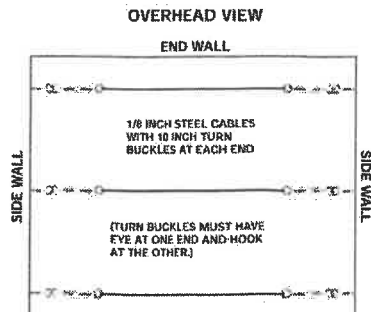 OVERHEAD VIEW
END WALL
1/8 INCH STEEL CABLES
WITH 10 INCH TURN
BUCKLES AT EACH END
SIDE WALL
SIDE WALL
(TURN BUCKLES MUST HAVE
EYE AT ONE END AND HOOK
AT THE OTHER.)